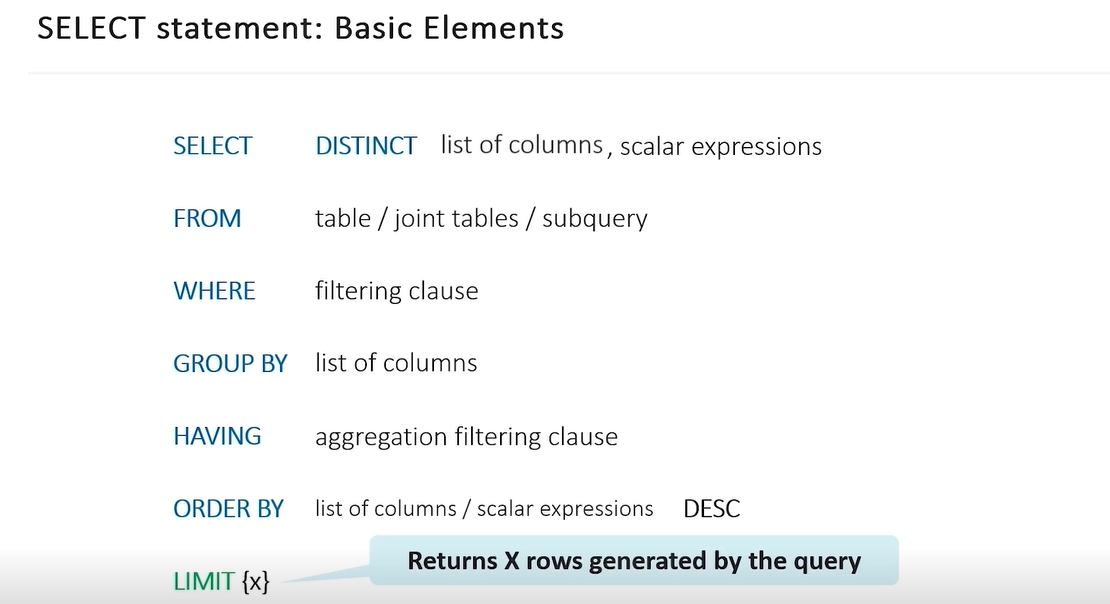 SELECT statement: Basic Elements
SELECT DISTINCT list of columns, scalar expressions
FROM table / joint tables / subquery
WHERE filtering clause
GROUP BY list of columns
HAVING aggregation filtering clause
ORDER BY list of columns / scalar expressions DESC
Returns X rows generated by the query
LIMIT {x}